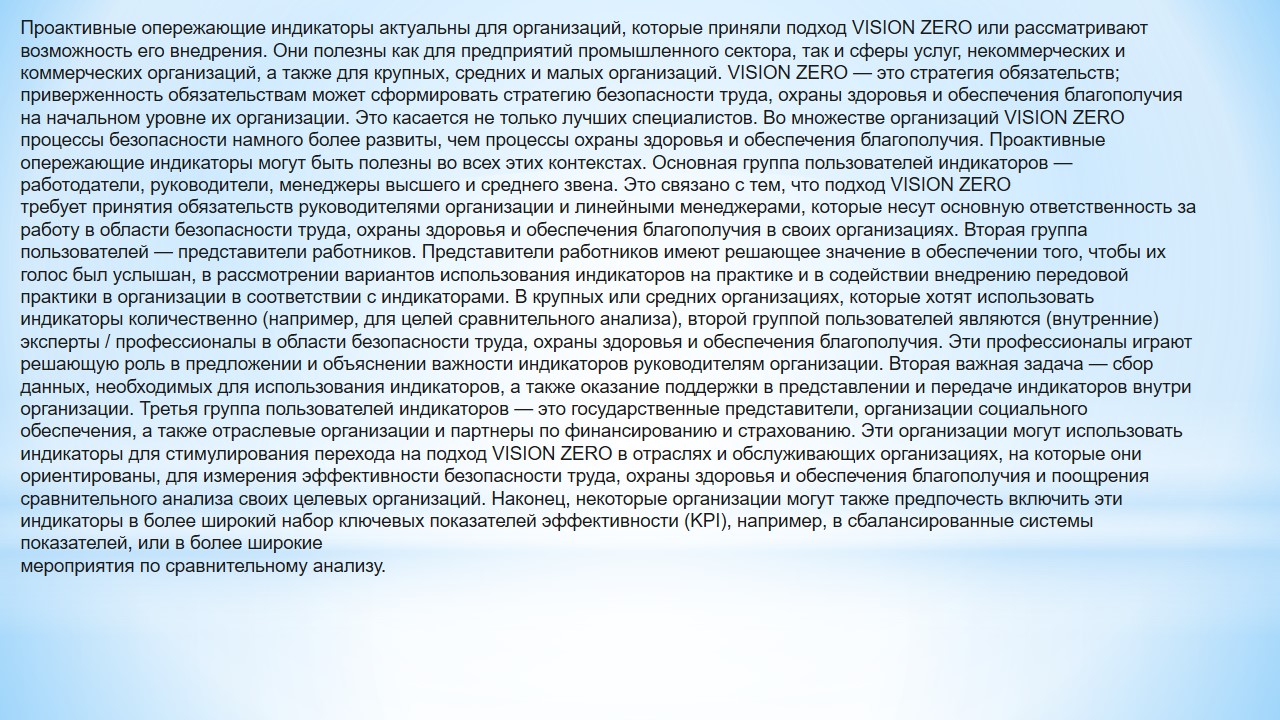 Проактивные опережающие индикаторы актуальны для организаций, которые приняли подход VISION ZERO или рассматривают
возможность его внедрения. Они полезны как для предприятий промышленного сектора, так и сферы услуг, некоммерческих и
коммерческих организаций, а также для крупных, средних и малых организаций. VISION ZERO — это стратегия обязательств;
приверженность обязательствам может сформировать стратегию безопасности труда, охраны здоровья и обеспечения благополучия
на начальном уровне их организации. Это касается не только лучших специалистов. Во множестве организаций VISION ZERO
процессы безопасности намного более развиты, чем процессы охраны здоровья и обеспечения благополучия. Проактивные
опережающие индикаторы могут быть полезны во всех этих контекстах. Основная группа пользователей индикаторов —
работодатели, руководители, менеджеры высшего и среднего звена. Это связано с тем, что подход VISION ZERO
требует принятия обязательств руководителями организации и линейными менеджерами, которые несут основную ответственность за
работу в области безопасности труда, охраны здоровья и обеспечения благополучия в своих организациях. Вторая группа
пользователей — представители работников. Представители работников имеют решающее значение в обеспечении того, чтобы их
голос был услышан, в рассмотрении вариантов использования индикаторов на практике и в содействии внедрению передовой
практики в организации в соответствии с индикаторами. В крупных или средних организациях, которые хотят использовать
индикаторы количественно (например, для целей сравнительного анализа), второй группой пользователей являются (внутренние)
эксперты / профессионалы в области безопасности труда, охраны здоровья и обеспечения благополучия. Эти профессионалы играют
решающую роль в предложении и объяснении важности индикаторов руководителям организации. Вторая важная задача — сбор
данных, необходимых для использования индикаторов, а также оказание поддержки в представлении и передаче индикаторов внутри
организации. Третья группа пользователей индикаторов — это государственные представители, организации социального
обеспечения, а также отраслевые организации и партнеры по финансированию и страхованию. Эти организации могут использовать
индикаторы для стимулирования перехода на подход VISION ZERO в отраслях и обслуживающих организациях, на которые они
ориентированы, для измерения эффективности безопасности труда, охраны здоровья и обеспечения благополучия и поощрения
сравнительного анализа своих целевых организаций. Наконец, некоторые организации могут также предпочесть включить эти
индикаторы в более широкий набор ключевых показателей эффективности (KPI), например, в сбалансированные системы
показателей, или в более широкие
мероприятия по сравнительному анализу.